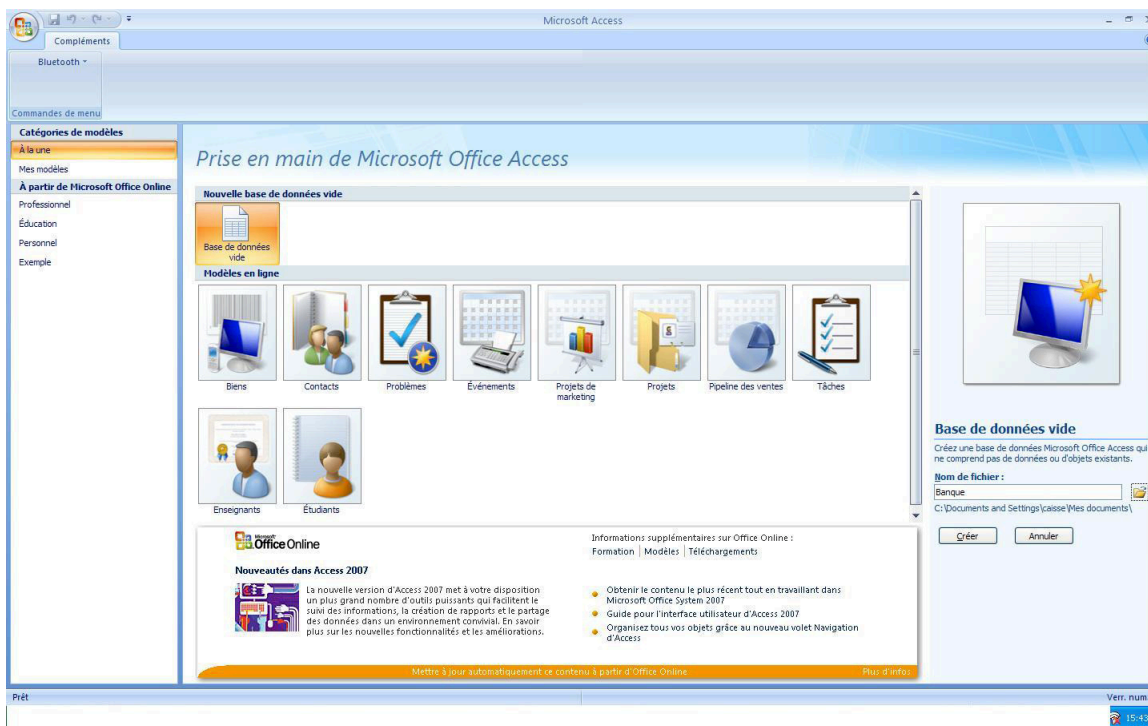 Microsoft Access
Compléments
Bluetooth
Commandes de menu
Catégories de modèles
À la une
Mes modèles
À partir de Microsoft Office Online
Professionnel
Éducation
Personnel
Exemple
Prise en main de Microsoft Office Access
Nouvelle base de données vide
Base de données
vide
Modèles en ligne
Biens
Contacts
Problèmes
Événements
Projets de
marketing
Projets
Pipeline des ventes
Tâches
Enseignants
Étudiants
Microsoft
Office Online
Nouveautés dans Access 2007
La nouvelle version d'Access 2007 met à votre disposition
un plus grand nombre d'outils puissants qui facilitent le
suivi des informations, la création de rapports et le partage
des données dans un environnement convivial. En savoir
plus sur les nouvelles fonctionnalités et les améliorations.
Informations supplémentaires sur Office Online :
Formation | Modèles | Téléchargements
Obtenir le contenu le plus récent tout en travaillant dans
Microsoft Office System 2007
Guide pour l'interface utilisateur d'Access 2007
Organisez tous vos objets grâce au nouveau volet Navigation
d'Access
Mettre à jour automatiquement ce contenu à partir d'Office Online
Plus d'infos
Base de données vide
Créez une base de données Microsoft Office Access qui
ne comprend pas de données ou d'objets existants.
Nom de fichier :
Banque
C:\Documents and Settings\caisse\Mes documents\
Créer
Annuler
Prêt
Verr. num.
15:49